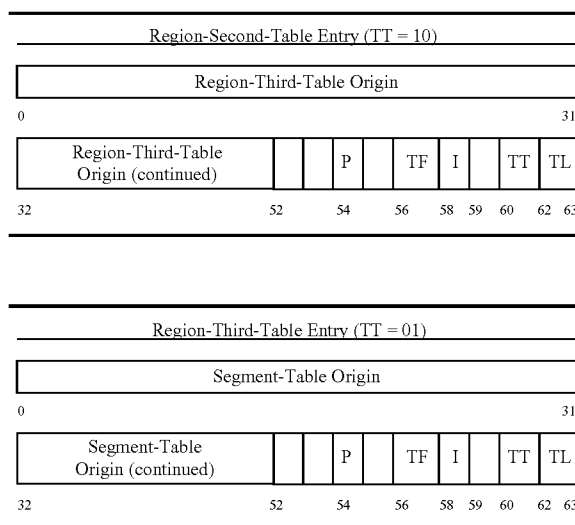 Region-Second-Table Entry (TT = 10)
Region-Third-Table Origin
0 31
Region-Third-Table
Origin (continued)
P TF I TT TL
32 52 54 56 58 59 60 62 63
Region-Third-Table Entry (TT = 01)
Segment-Table Origin
0 31
Segment-Table
Origin (continued)
P TF I TT TL
32 52 54 56 58 59 60 62 63